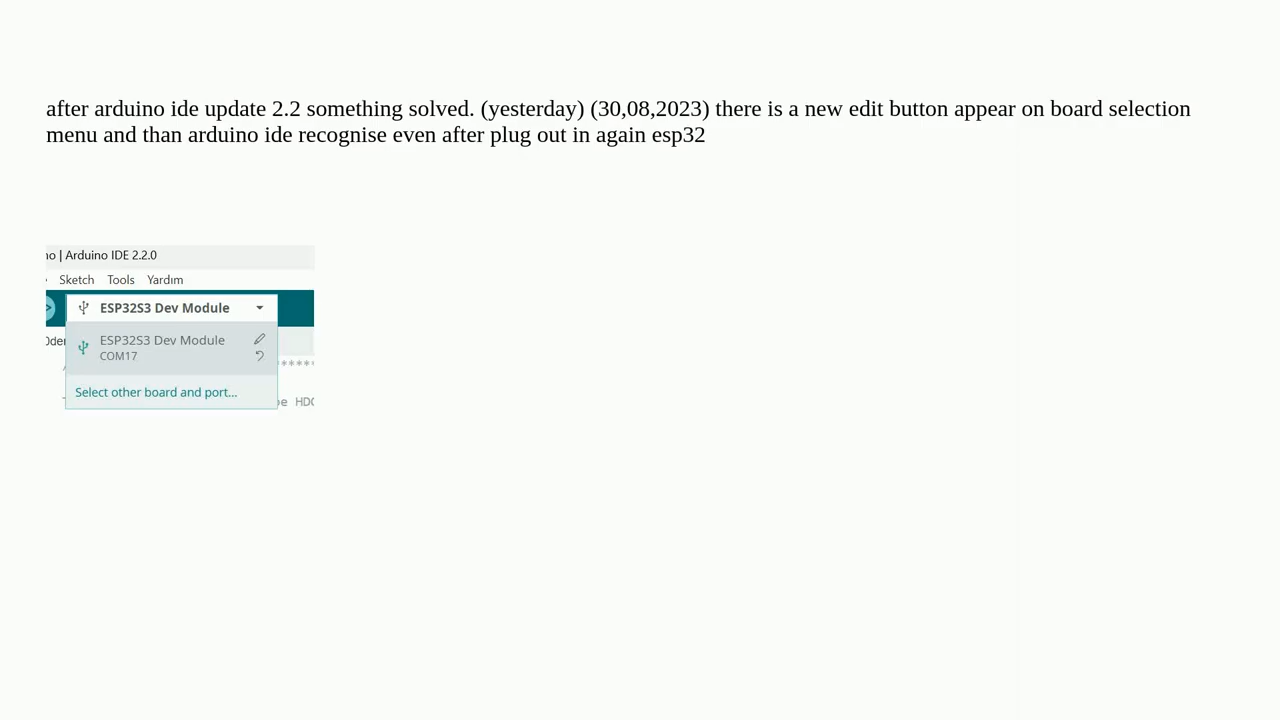 after arduino ide update 2.2 something solved. (yesterday) (30,08,2023) there is a new edit button appear on board selection
menu and than arduino ide recognise even after plug out in again esp32
no | Arduino IDE 2.2.0
Sketch Tools Yardım
ESP32S3 Dev Module
ESP32S3 Dev Module
COM17
Select other board and port...